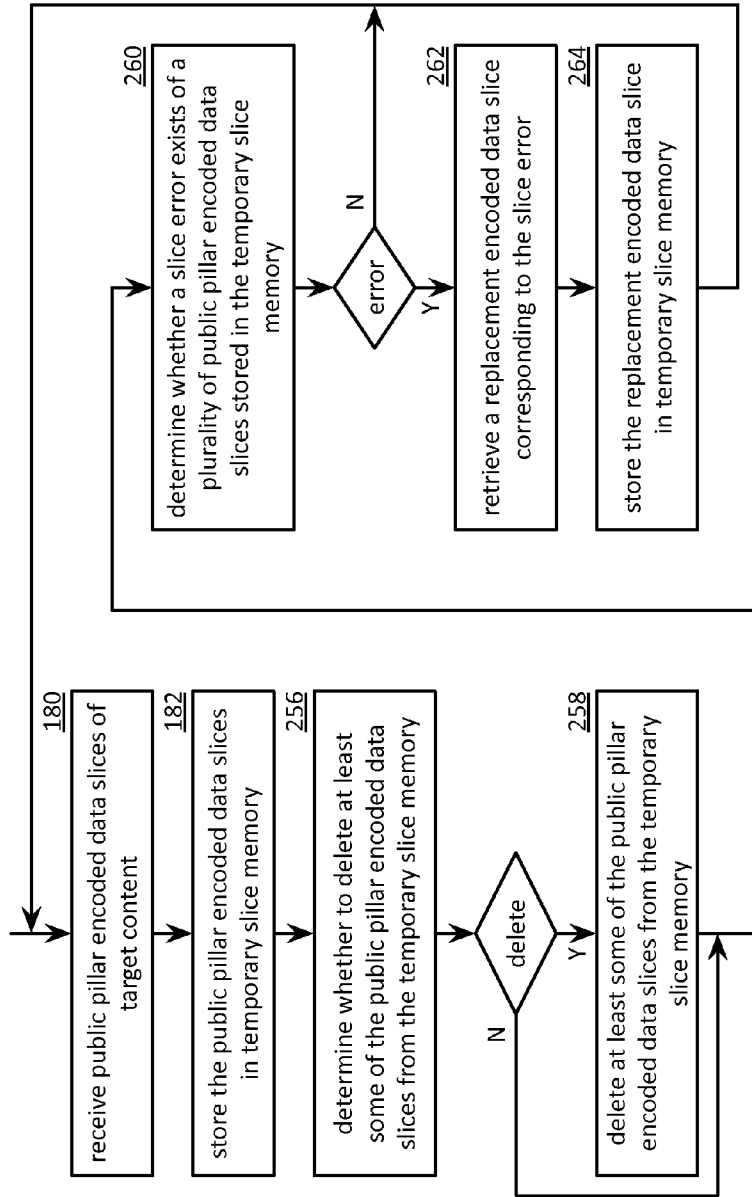 180
receive public pillar encoded data slices of
target content
182
store the public pillar encoded data slices
in temporary slice memory
256
determine whether to delete at least
some of the public pillar encoded data
slices from the temporary slice memory
delete
N
Y
258
delete at least some of the public pillar
encoded data slices from the temporary
slice memory
260
determine whether a slice error exists of a
plurality of public pillar encoded data
slices stored in the temporary slice
memory
error
N
Y
262
retrieve a replacement encoded data slice
corresponding to the slice error
264
store the replacement encoded data slice
in temporary slice memory